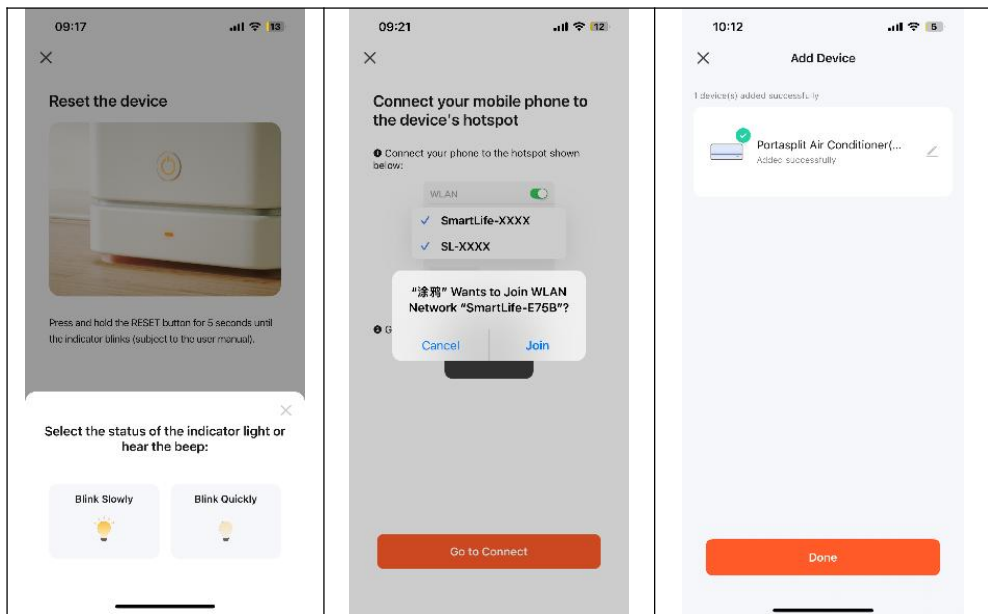 09:17
13
Reset the device
Press and hold the RESET button for 5 seconds until
the indicator blinks (subject to the user manual).
Select the status of the indicator light or
hear the beep:
Blink Slowly
Blink Quickly
09:21
12
Connect your mobile phone to
the device's hotspot
❶ Connect your phone to the hotspot shown
below:
WLAN
SmartLife-XXXX
SL-XXXX
“涂鸦” Wants to Join WLAN
Network “SmartLife-E75B”?
Cancel
Join
❷ G
Go to Connect
10:12
5
Add Device
1 device(s) added successfully
Portasplit Air Conditioner(...
Added successfully
Done